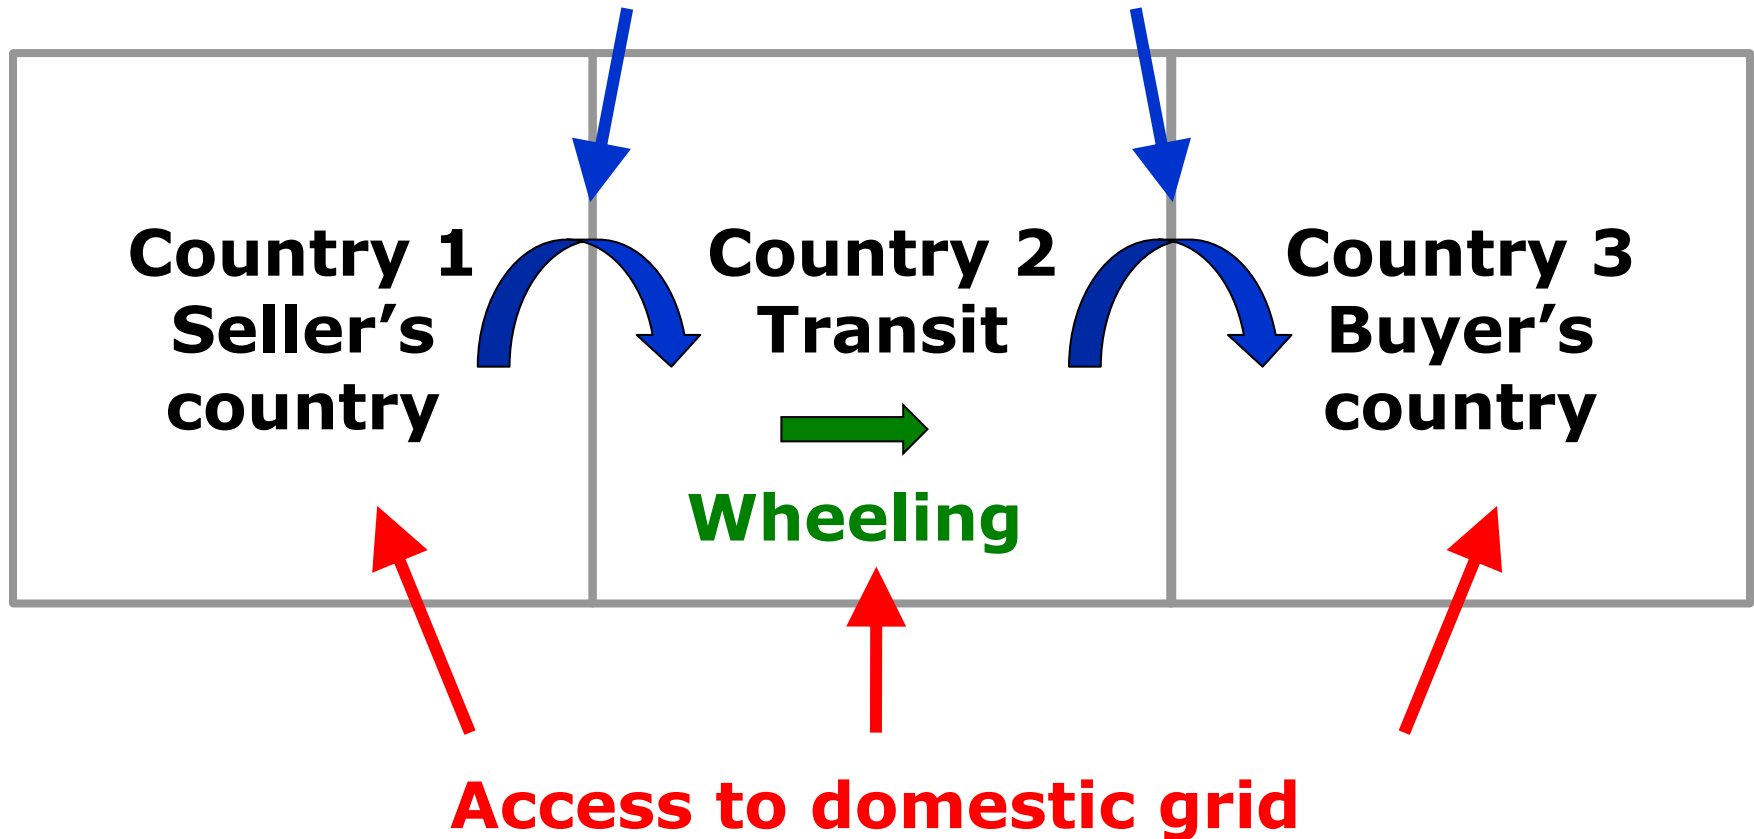 Country 1
Seller’s
country
Country 2
Transit
Wheeling
Country 3
Buyer’s
country
Access to domestic grid